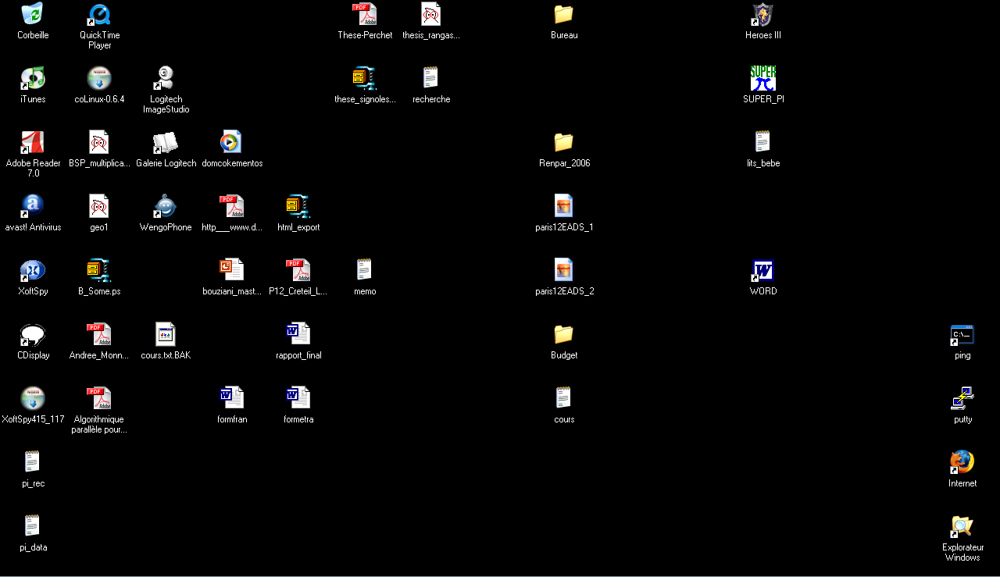 Corbeille
QuickTime
Player
These-Perchet
thesis_rangas...
Bureau
Heroes III
iTunes
coLinux-0.6.4
Logitech
ImageStudio
these_signoles...
recherche
SUPER
SUPER_PI
Adobe Reader
7.0
BSP_multiplica...
Galerie Logitech
domcokementos
Renpar_2006
lits_bebe
avast! Antivirus
geo1
WengoPhone
http___www.d...
html_export
paris12EADS_1
XoftSpy
B_Some.ps
bouziani_mast...
P12_Creteil_L...
memo
paris12EADS_2
WORD
CDisplay
Andree_Monn...
cours.txt.BAK
rapport_final
Budget
ping
XoftSpy415_117
Algorithmique
parallèle pour...
formfran
formetra
cours
putty
pi_rec
Internet
pi_data
Explorateur
Windows